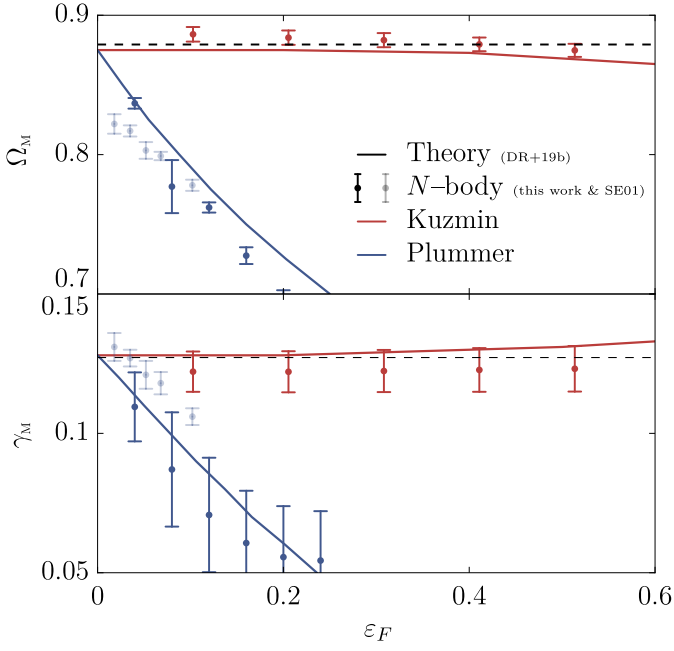 0.9
Ω_M
0.8
0.7
Theory (DR+19b)
N–body (this work & SE01)
Kuzmin
Plummer
0.15
γ_M
0.1
0.05
0 0.2 0.4 0.6
ε_F